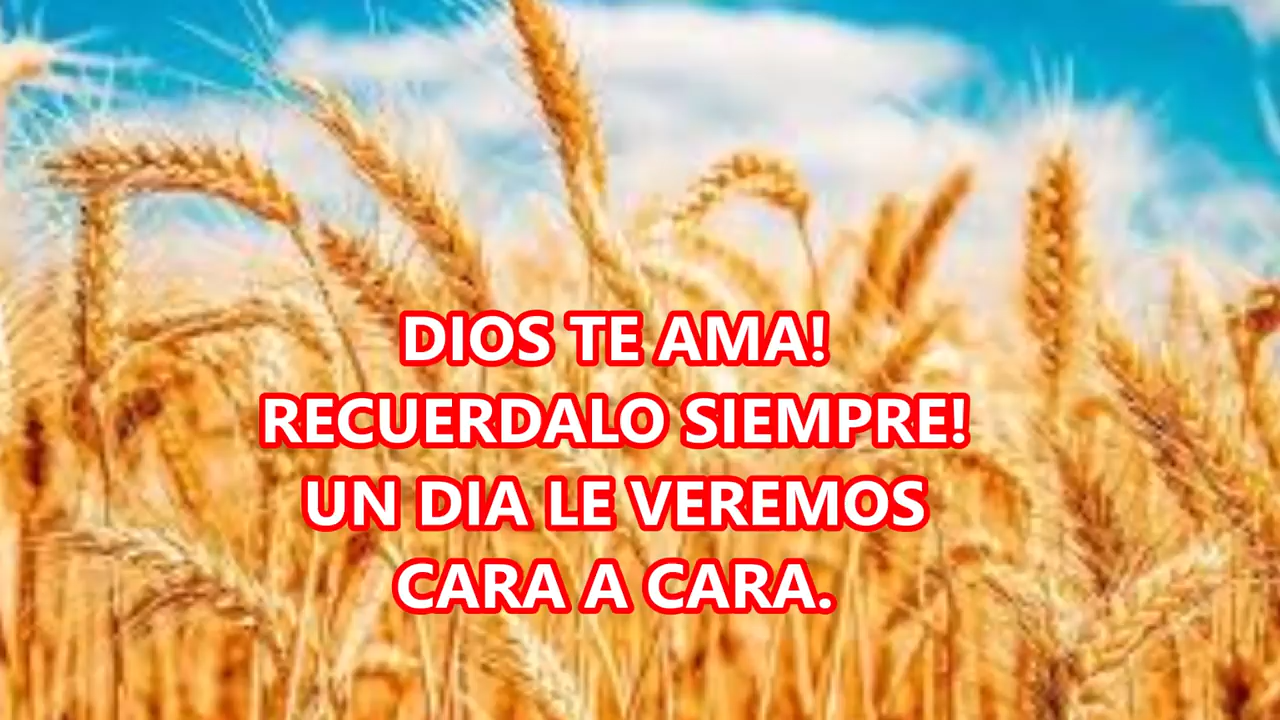 DIOS TE AMA!
RECUERDALO SIEMPRE!
UN DIA LE VEREMOS
CARA A CARA.